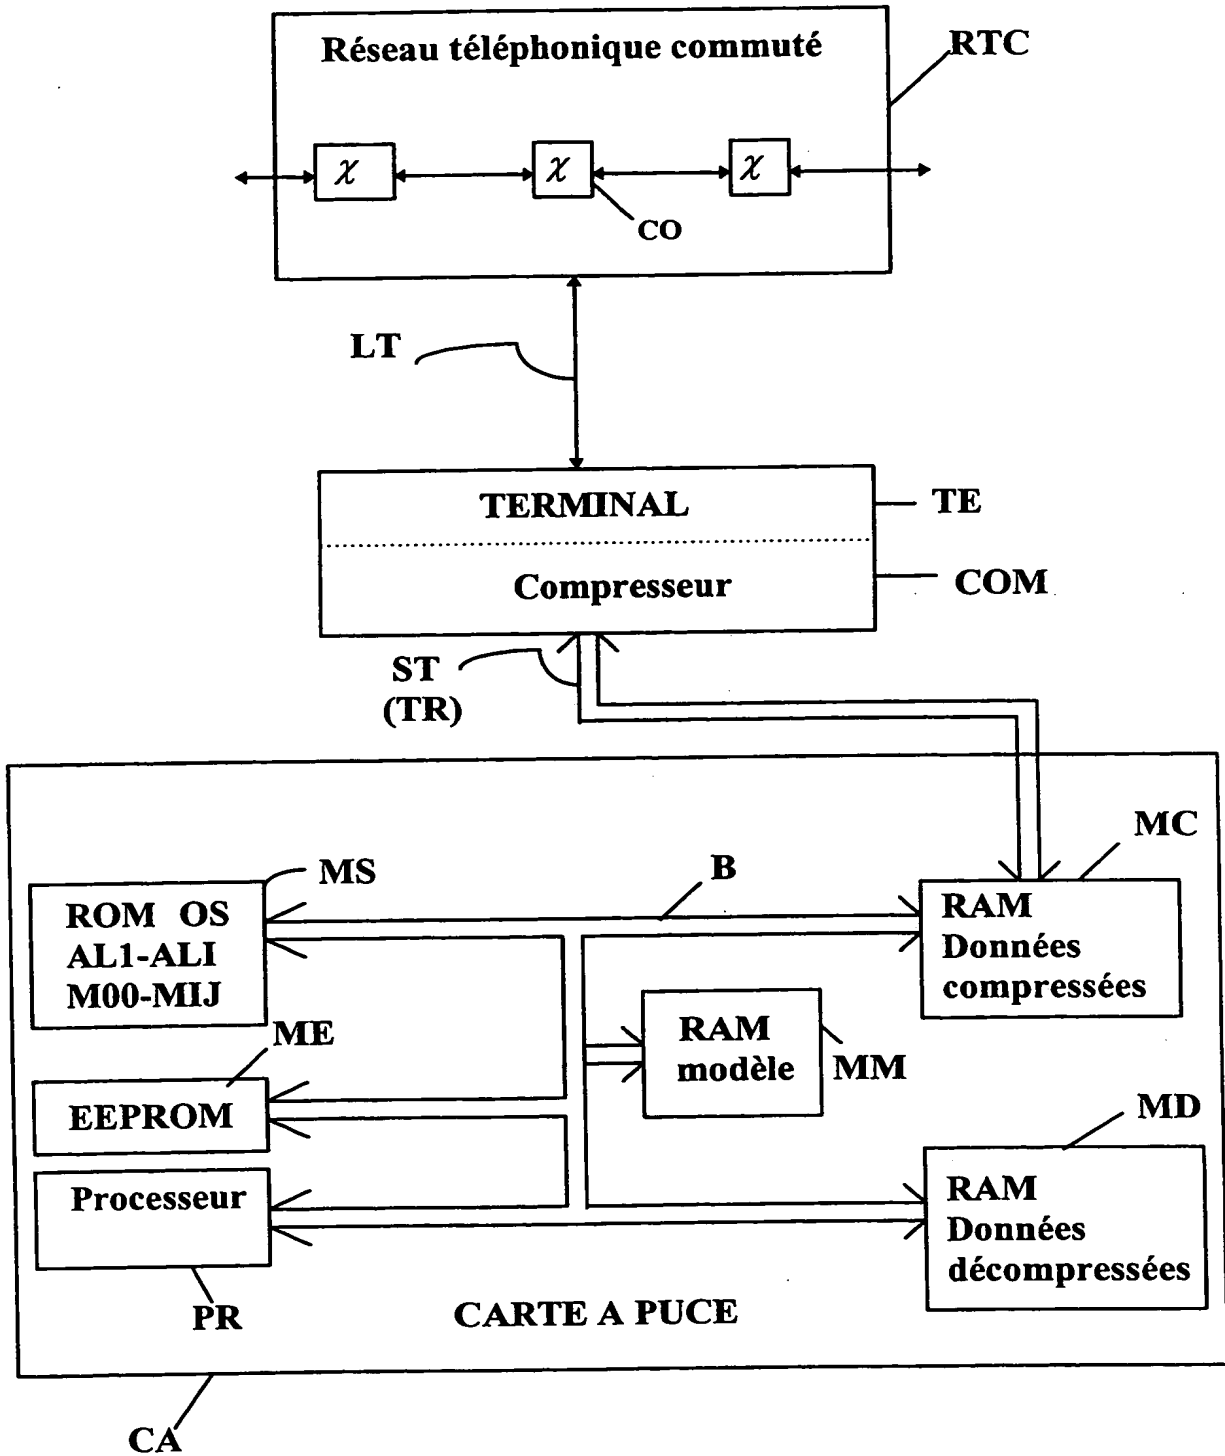 Réseau téléphonique commuté
RTC
χ
χ
χ
CO
LT
TERMINAL
TE
Compresseur
COM
ST
(TR)
MC
MS
B
ROM OS
AL1-ALI
M00-MIJ
RAM
Données
compressées
ME
RAM
modèle
MM
EEPROM
MD
Processeur
RAM
Données
décompressées
PR
CARTE A PUCE
CA